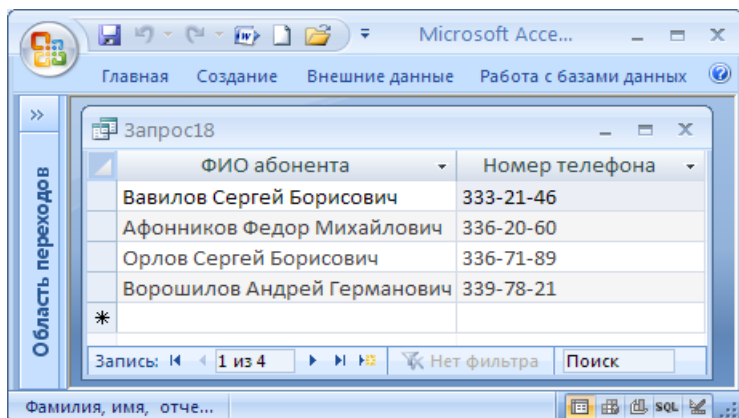 Microsoft Acce...
Главная Создание Внешние данные Работа с базами данных
Запрос18
ФИО абонента Номер телефона
Вавилов Сергей Борисович 333-21-46
Афонников Федор Михайлович 336-20-60
Орлов Сергей Борисович 336-71-89
Ворошилов Андрей Германович 339-78-21
Запись: 1 из 4 Нет фильтра Поиск
Область переходов
Фамилия, имя, отче... SQL